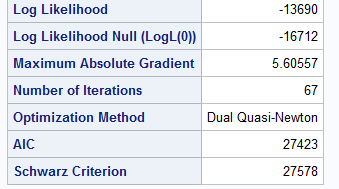 Log Likelihood -13690
Log Likelihood Null (LogL(0)) -16712
Maximum Absolute Gradient 5.60557
Number of Iterations 67
Optimization Method Dual Quasi-Newton
AIC 27423
Schwarz Criterion 27578